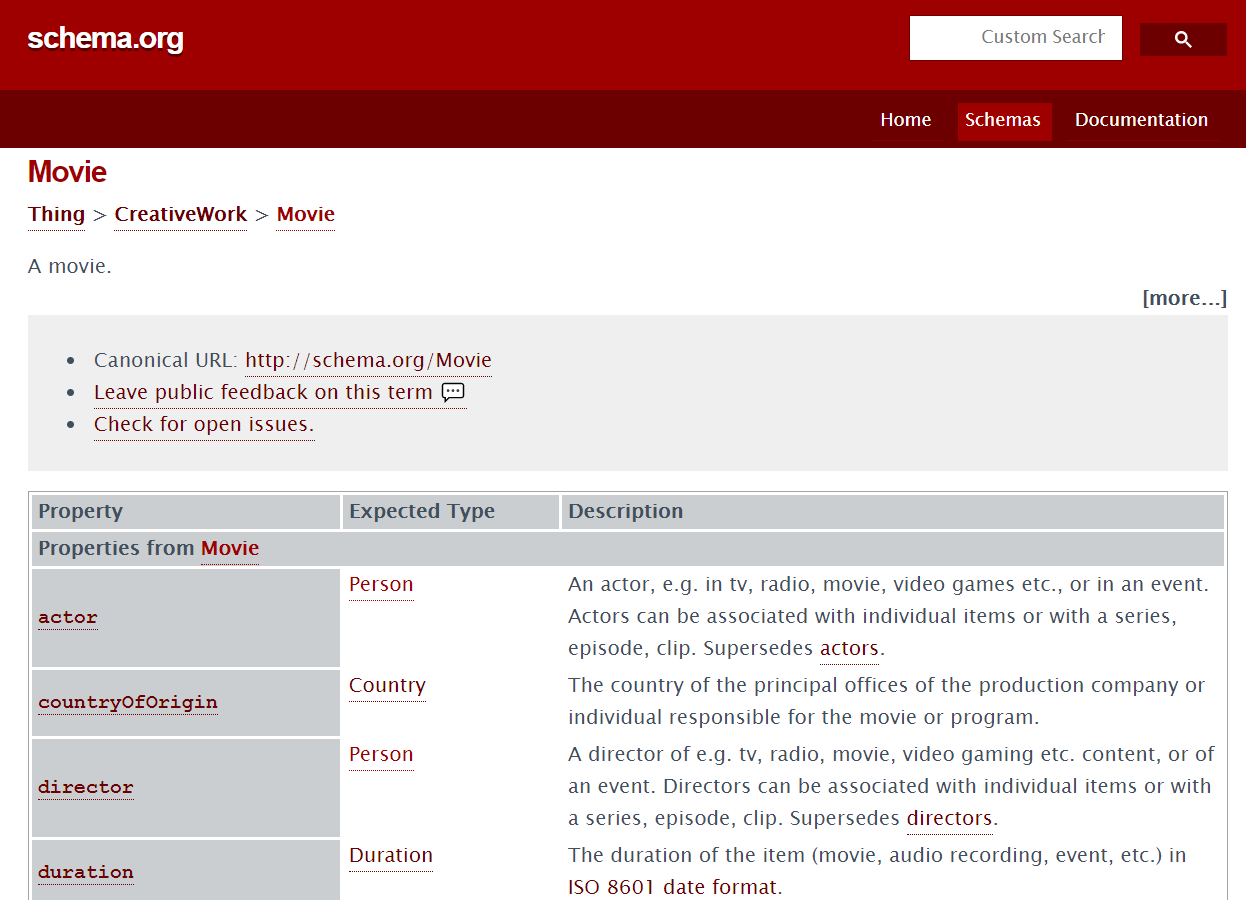 schema.org
Custom Search
Home Schemas Documentation
Movie
Thing > CreativeWork > Movie
A movie.
[more...]
• Canonical URL: http://schema.org/Movie
• Leave public feedback on this term
• Check for open issues.
Property Expected Type Description
Properties from Movie
actor Person An actor, e.g. in tv, radio, movie, video games etc., or in an event.
Actors can be associated with individual items or with a series,
episode, clip. Supersedes actors.
countryOfOrigin Country The country of the principal offices of the production company or
individual responsible for the movie or program.
director Person A director of e.g. tv, radio, movie, video gaming etc. content, or of
an event. Directors can be associated with individual items or with
a series, episode, clip. Supersedes directors.
duration Duration The duration of the item (movie, audio recording, event, etc.) in
ISO 8601 date format.